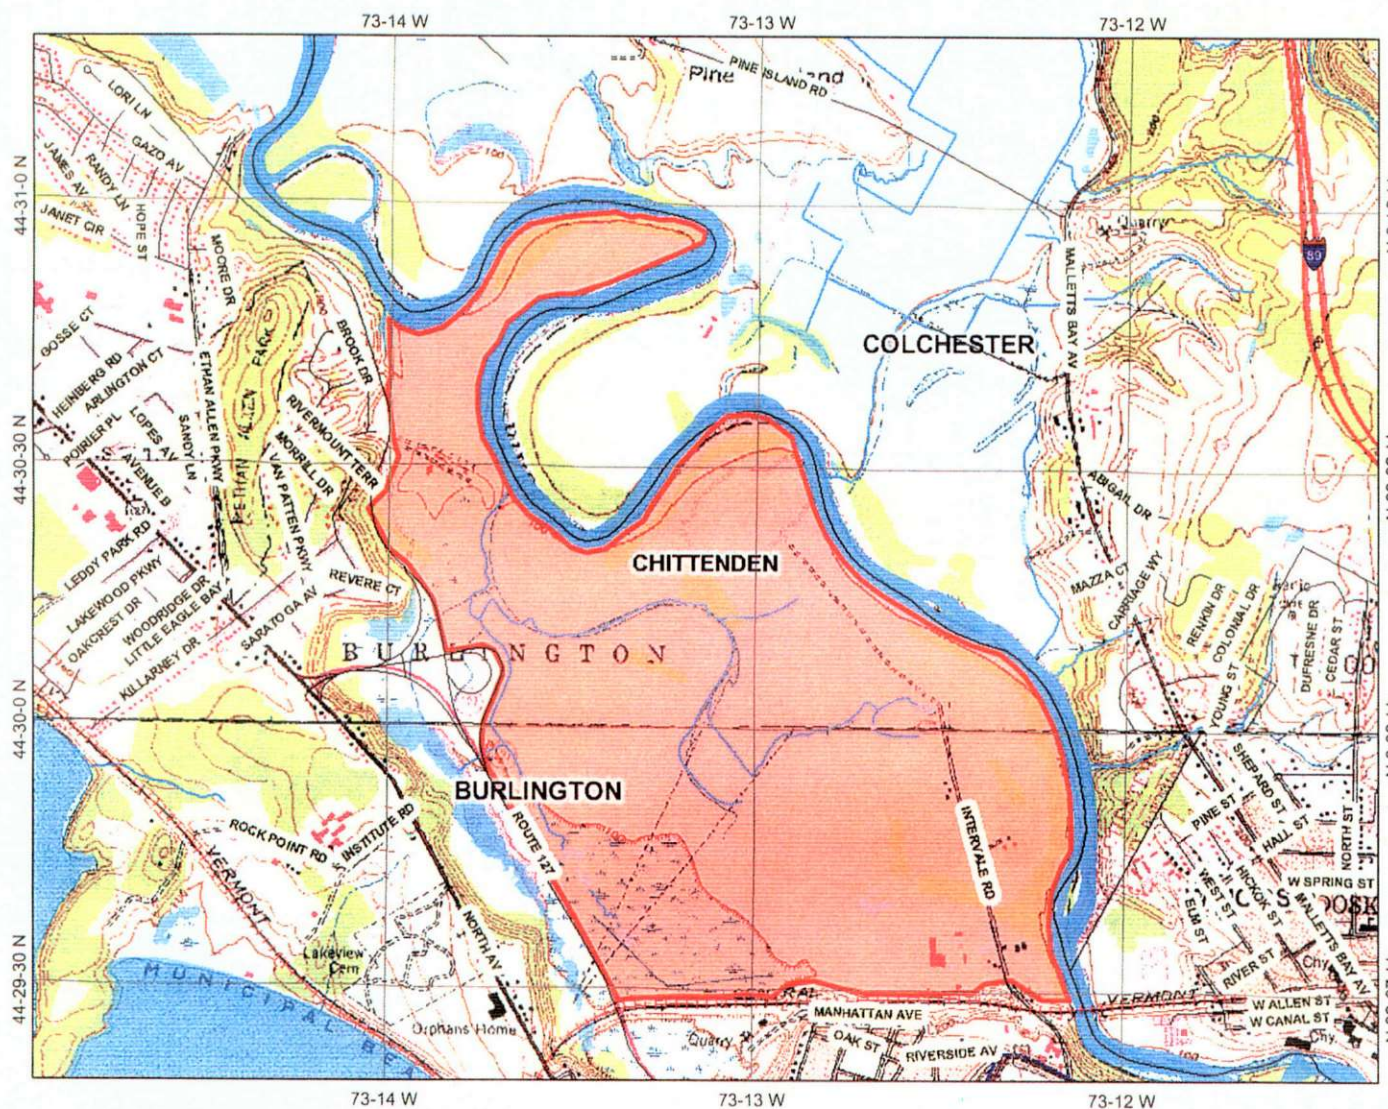 73-14 W
73-13 W
73-12 W
44-31-0 N
44-30-30 N
44-30-0 N
44-29-30 N
Pine
PINE ISLAND RD
LORI LN
GAZO AV
JANES AV
RANDY LN
JANET CIR
HOPE ST
MOORE DR
Quarry
89
MALLETTS BAY AV
GOSSE CT
HEINBERG RD
ARLINGTON CT
POIRIER PL
LOPES AV
AVENUE B
SANDY LN
ETHAN ALLEN PKWY
ETHAN ALLEN PARK
BROOK DR
RIVERMOUNT TERR
MORRILL DR
VAN PATTEN PKWY
COLCHESTER
ABIGAIL DR
MAZZA CT
CARRIAGE WY
CHITTENDEN
LEDDY PARK RD
LAKEWOOD PKWY
OAKCREST DR
WOODRIDGE DR
LITTLE EAGLE BAY
KILLARNEY DR
SARATOGA AV
REVERE CT
BURLINGTON
RENKIN DR
COLONIAL DR
YOUNG ST
DUFRESNE DR
CEDAR ST
BURLINGTON
ROUTE 127
INTERVALE RD
ROCK POINT RD
INSTITUTE RD
VERMONT
NORTH AV
Lakeview
Cem
Orphans Home
MUNICIPAL
SHEPARD ST
PINE ST
HALL ST
NORTH ST
HICKOK ST
WEST ST
ELM ST
W SPRING ST
MALLETTS BAY AV
RIVER ST
W ALLEN ST
W CANAL ST
Chy
Chy
VERMONT
MANHATTAN AVE
OAK ST
RIVERSIDE AV
Quarry
100
100
100
73-14 W
73-13 W
73-12 W